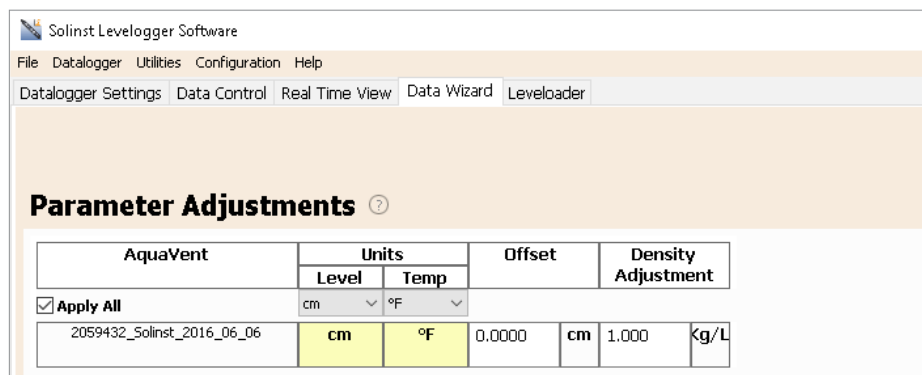 Solinst Levelogger Software
File Datalogger Utilities Configuration Help
Datalogger Settings Data Control Real Time View Data Wizard Leveloader
Parameter Adjustments ?
AquaVent Units Offset Density Adjustment
Level Temp
Apply All cm °F
2059432_Solinst_2016_06_06 cm °F 0.0000 cm 1.000 Kg/L